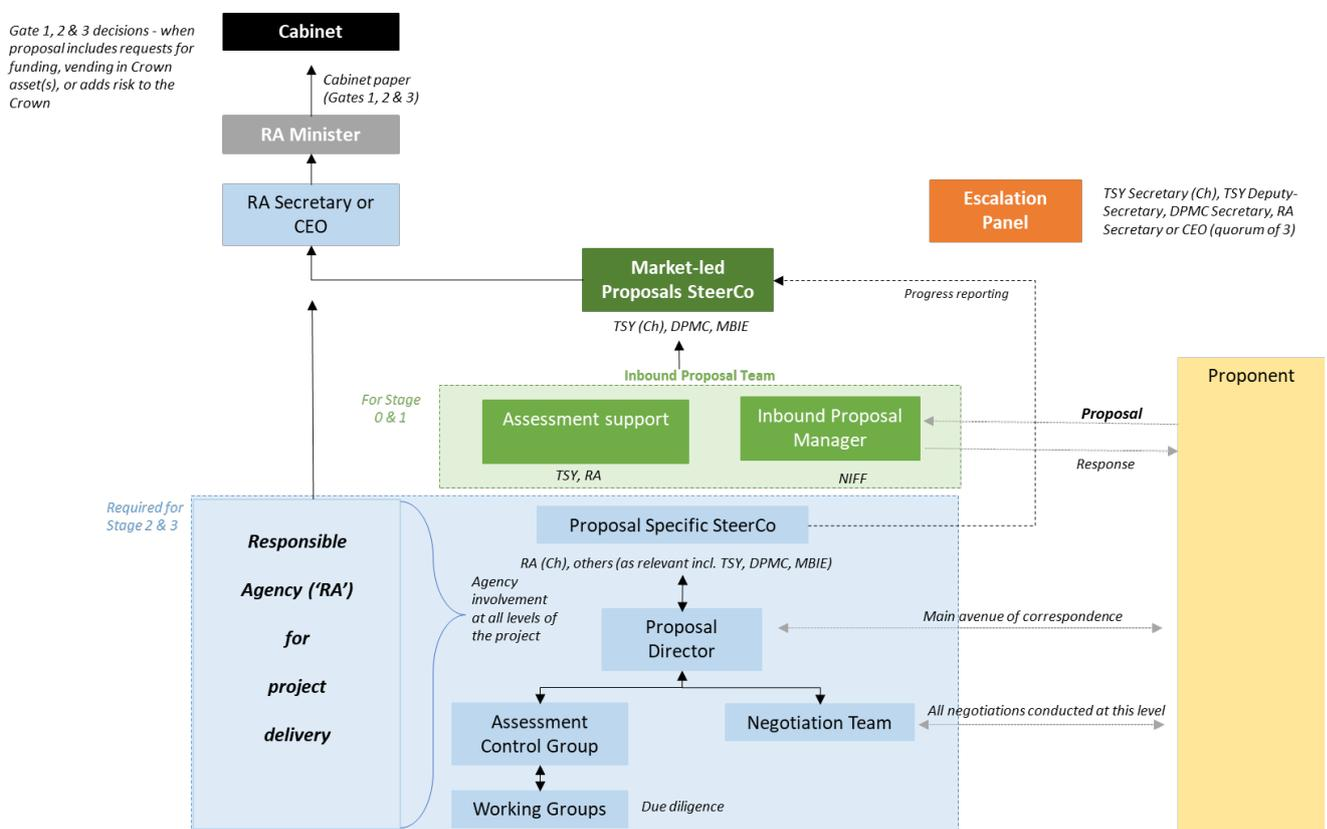 Gate 1, 2 & 3 decisions - when
proposal includes requests for
funding, vending in Crown
asset(s), or adds risk to the
Crown
Cabinet
Cabinet paper
(Gates 1, 2 & 3)
RA Minister
RA Secretary or
CEO
Escalation
Panel
TSY Secretary (Ch), TSY Deputy-
Secretary, DPMC Secretary, RA
Secretary or CEO (quorum of 3)
Market-led
Proposals SteerCo
Progress reporting
TSY (Ch), DPMC, MBIE
Inbound Proposal Team
For Stage
0 & 1
Assessment support
TSY, RA
Inbound Proposal
Manager
NIFF
Proposal
Response
Proponent
Required for
Stage 2 & 3
Responsible
Agency (‘RA’)
for
project
delivery
Agency
involvement
at all levels of
the project
Proposal Specific SteerCo
RA (Ch), others (as relevant incl. TSY, DPMC, MBIE)
Proposal
Director
Main avenue of correspondence
Assessment
Control Group
Negotiation Team
All negotiations conducted at this level
Working Groups
Due diligence